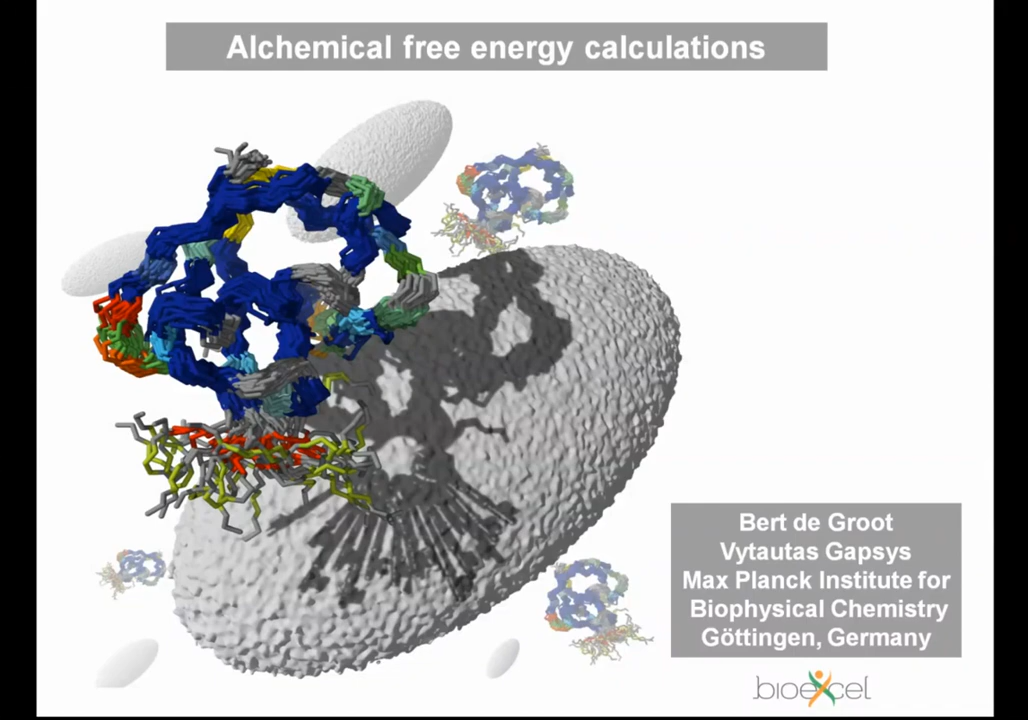 Alchemical free energy calculations
Bert de Groot
Vytautas Gapsys
Max Planck Institute for
Biophysical Chemistry
Göttingen, Germany
bioexcel